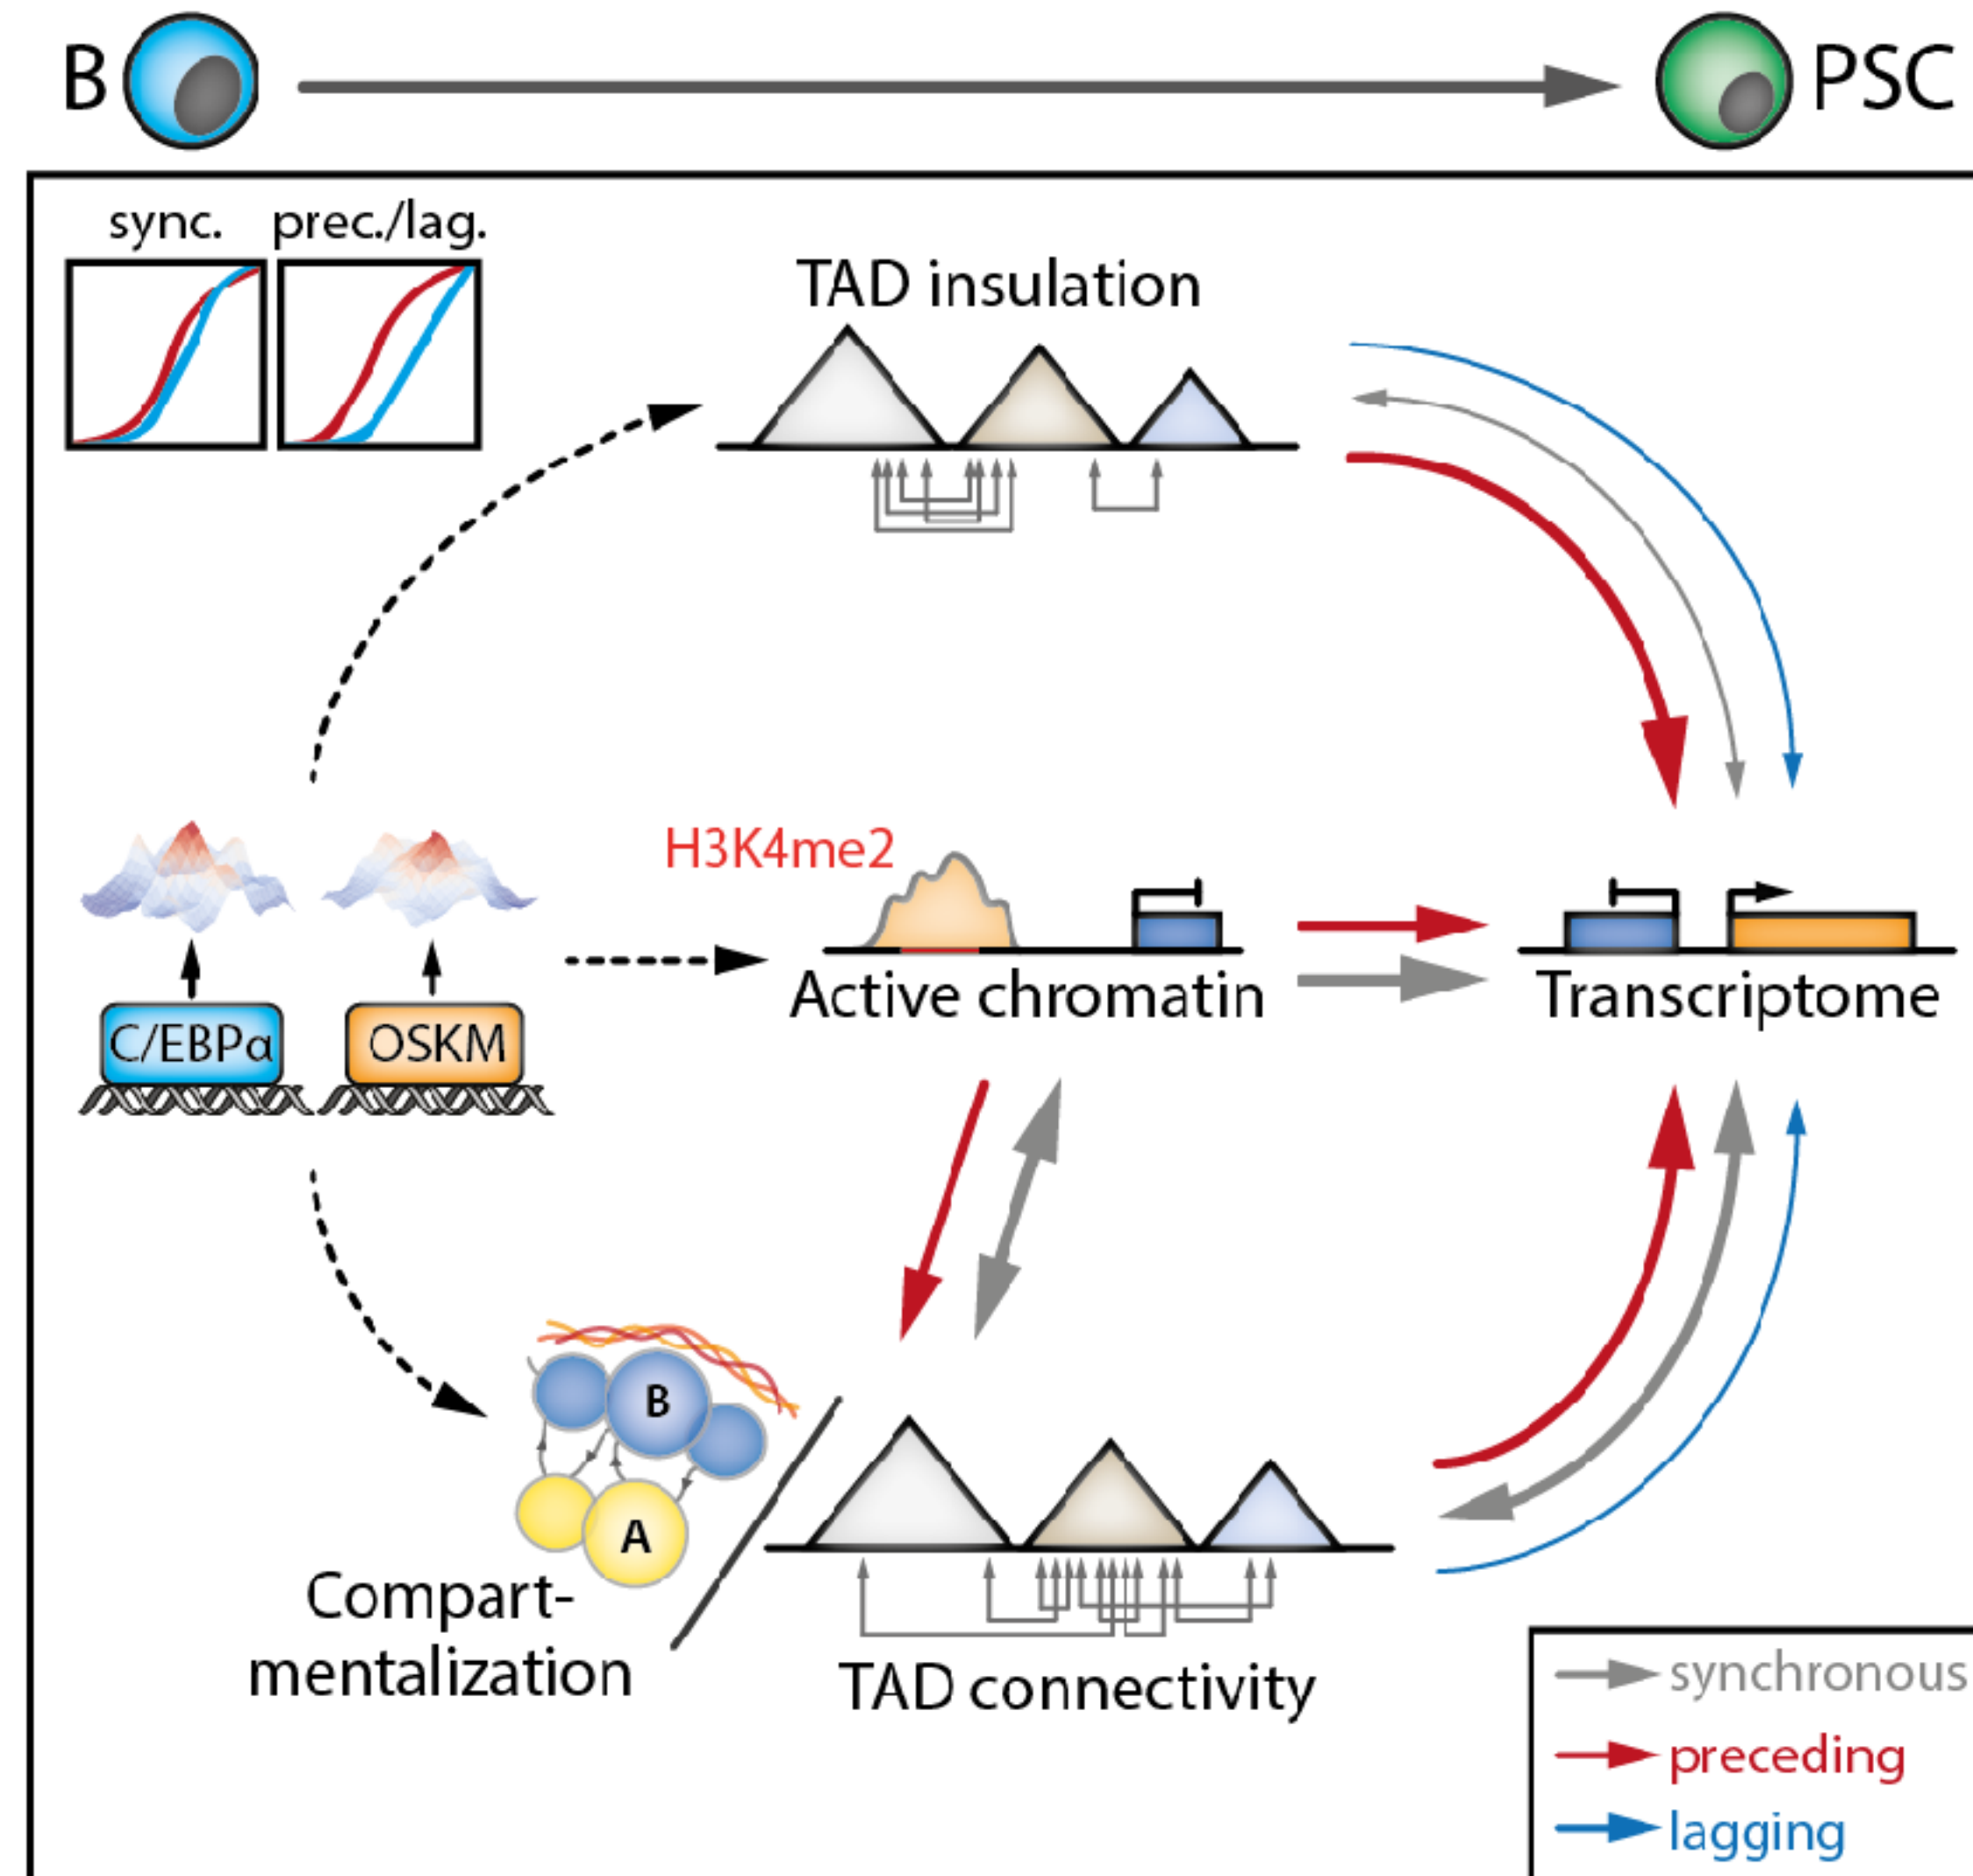 B
PSC
sync.
prec./lag.
TAD insulation
H3K4me2
C/EBPα
OSKM
Active chromatin
Transcriptome
B
A
Compart-
mentalization
TAD connectivity
synchronous
preceding
lagging